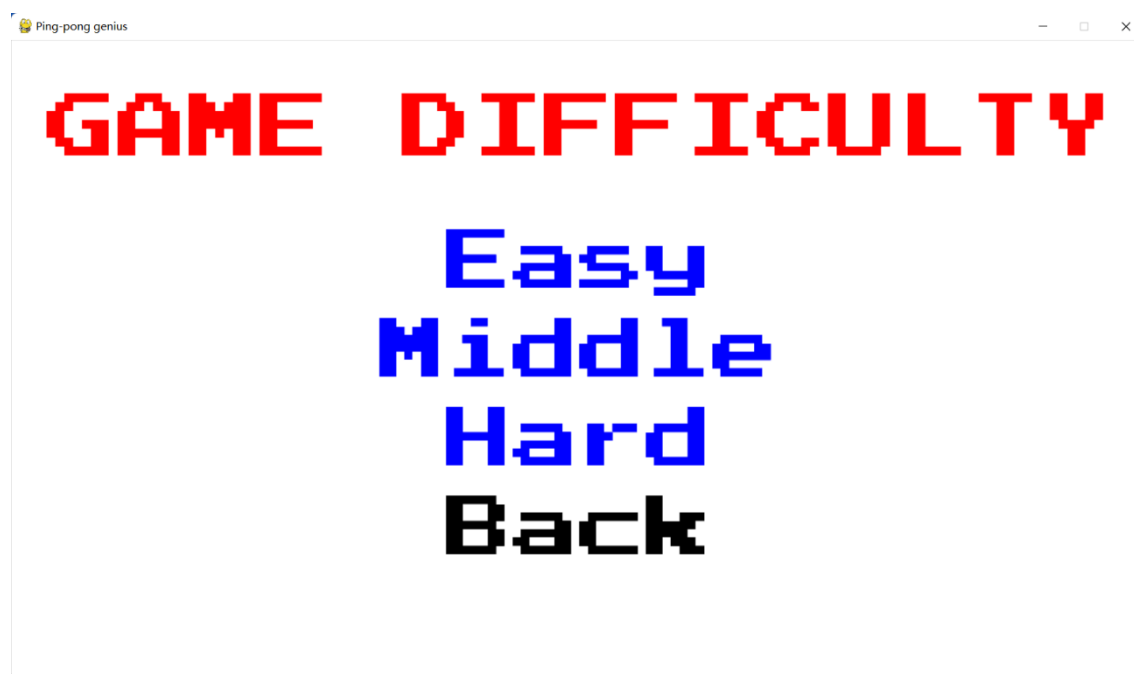 Ping-pong genius
GAME DIFFICULTY
Easy
Middle
Hard
Back